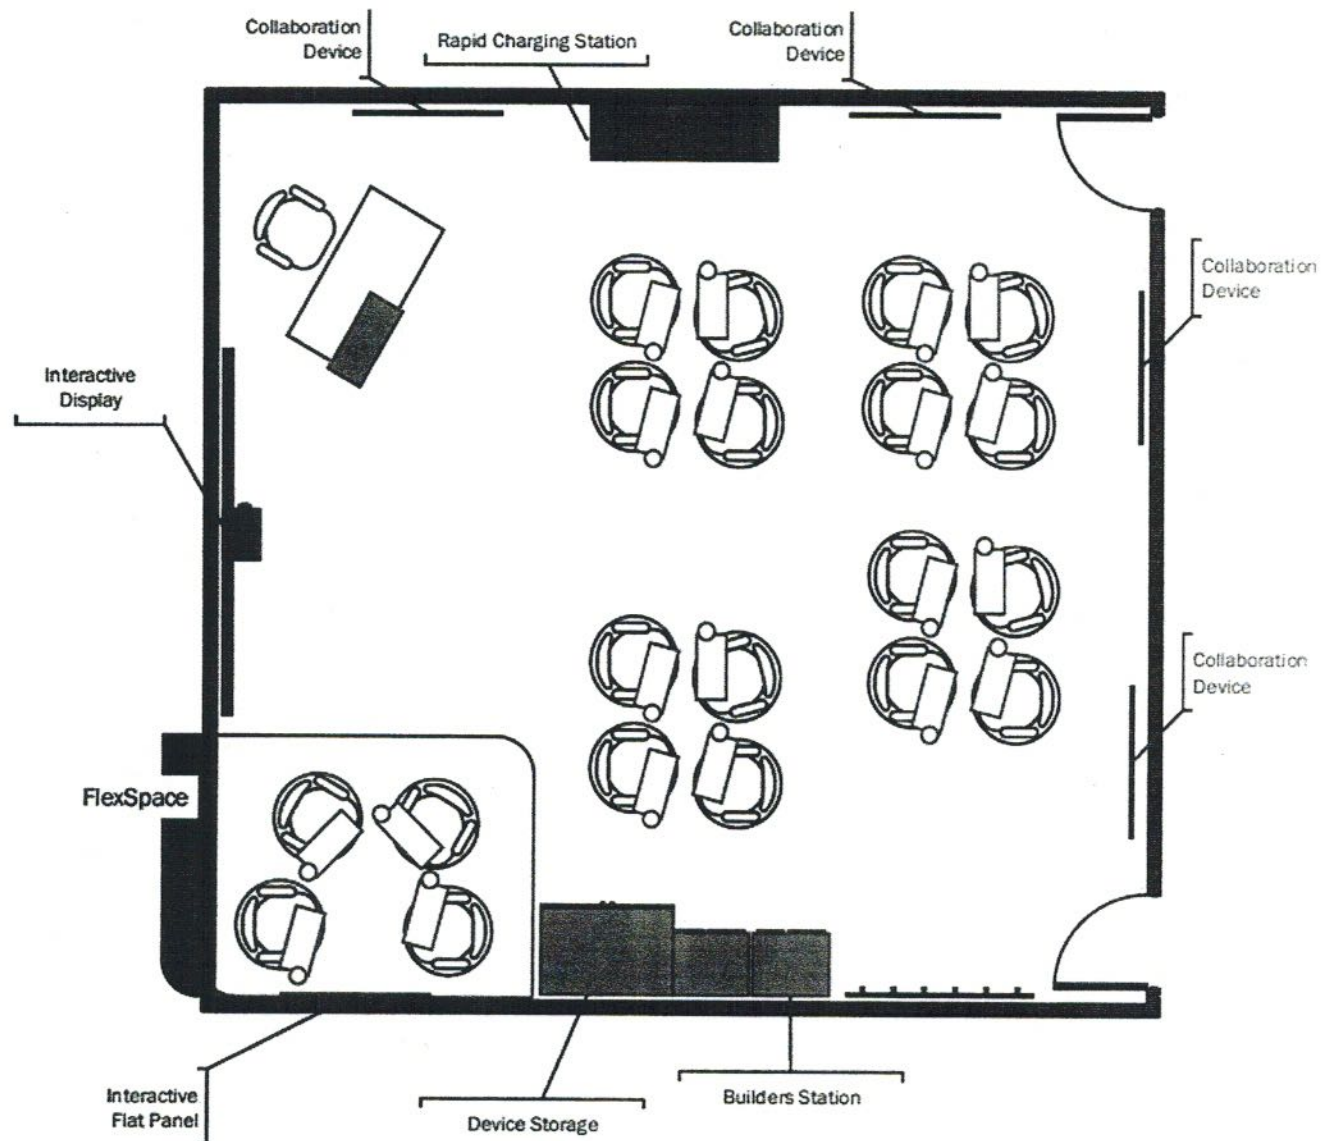 Collaboration
Device
Rapid Charging Station
Collaboration
Device
Collaboration
Device
Interactive
Display
Collaboration
Device
FlexSpace
Interactive
Flat Panel
Device Storage
Builders Station